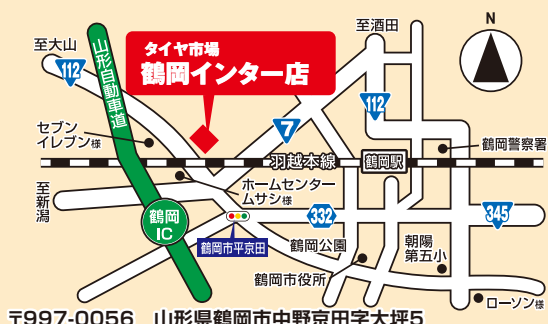 至大山
112
山形自動車道
タイヤ市場
鶴岡インター店
至酒田
N
112
7
セブン
イレブン様
羽越本線
鶴岡駅
鶴岡警察署
至新潟
ホームセンター
ムサシ様
鶴岡
IC
鶴岡市平京田
332
345
鶴岡公園
朝陽
第五小
鶴岡市役所
ローソン様
〒997-0056 山形県鶴岡市中野京田字大坪5